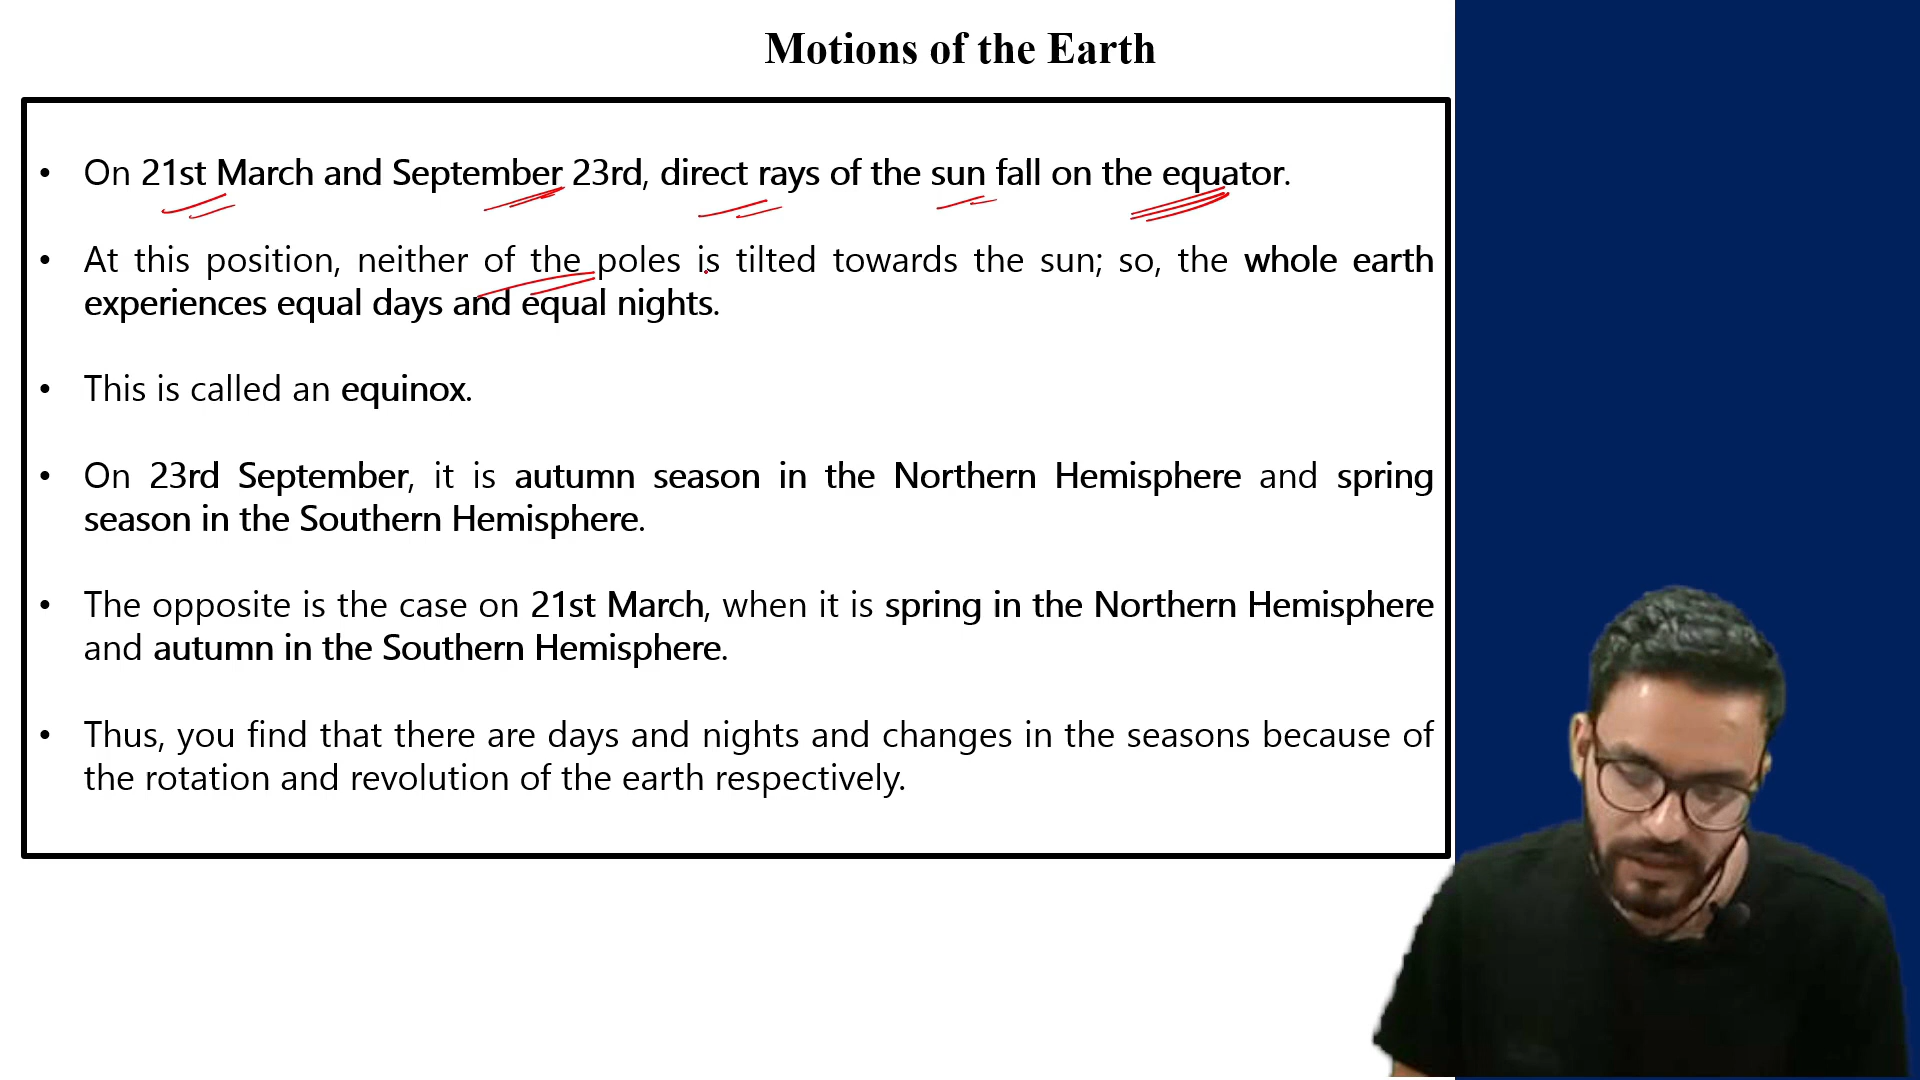 Motions of the Earth
• On 21st March and September 23rd, direct rays of the sun fall on the equator.
• At this position, neither of the poles is tilted towards the sun; so, the whole earth
experiences equal days and equal nights.
• This is called an equinox.
• On 23rd September, it is autumn season in the Northern Hemisphere and spring
season in the Southern Hemisphere.
• The opposite is the case on 21st March, when it is spring in the Northern Hemisphere
and autumn in the Southern Hemisphere.
• Thus, you find that there are days and nights and changes in the seasons because of
the rotation and revolution of the earth respectively.